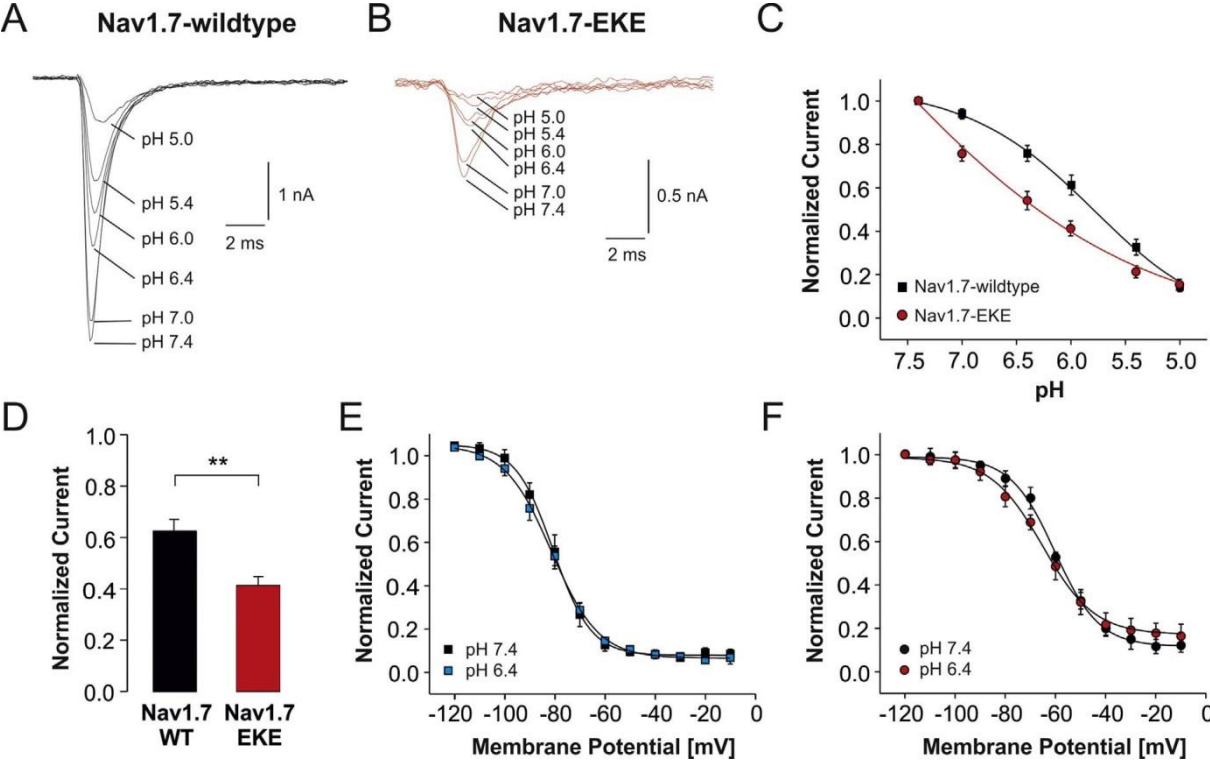 A
Nav1.7-wildtype
pH 5.0
pH 5.4
pH 6.0
pH 6.4
pH 7.0
pH 7.4
1 nA
2 ms
B
Nav1.7-EKE
pH 5.0
pH 5.4
pH 6.0
pH 6.4
pH 7.0
pH 7.4
0.5 nA
2 ms
C
Normalized Current
1.0
0.8
0.6
0.4
0.2
0.0
Nav1.7-wildtype
Nav1.7-EKE
7.5 7.0 6.5 6.0 5.5 5.0
pH
D
Normalized Current
1.0
0.8
0.6
0.4
0.2
0.0
**
Nav1.7 Nav1.7
WT EKE
E
Normalized Current
1.0
0.8
0.6
0.4
0.2
0.0
pH 7.4
pH 6.4
-120 -100 -80 -60 -40 -20 0
Membrane Potential [mV]
F
Normalized Current
1.0
0.8
0.6
0.4
0.2
0.0
pH 7.4
pH 6.4
-120 -100 -80 -60 -40 -20 0
Membrane Potential [mV]